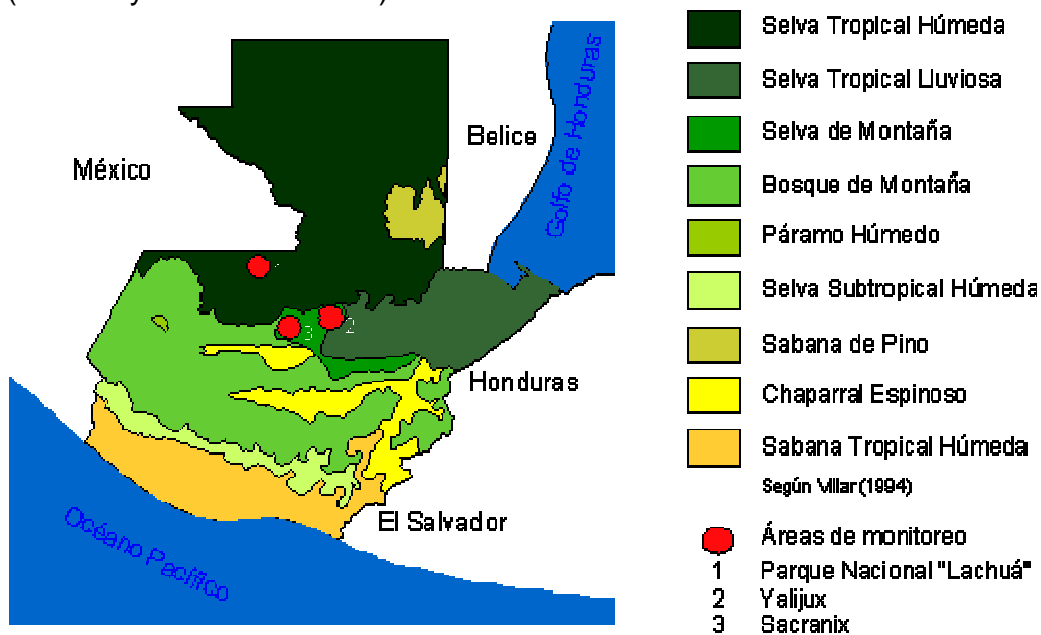 México
Belice
Golfo de Honduras
1
2
3
Honduras
El Salvador
Océano Pacífico
Selva Tropical Húmeda
Selva Tropical Lluviosa
Selva de Montaña
Bosque de Montaña
Páramo Húmedo
Selva Subtropical Húmeda
Sabana de Pino
Chaparral Espinoso
Sabana Tropical Húmeda
Según Villar (1994)
Áreas de monitoreo
1 Parque Nacional "Lachuá"
2 Yalijux
3 Sacranix